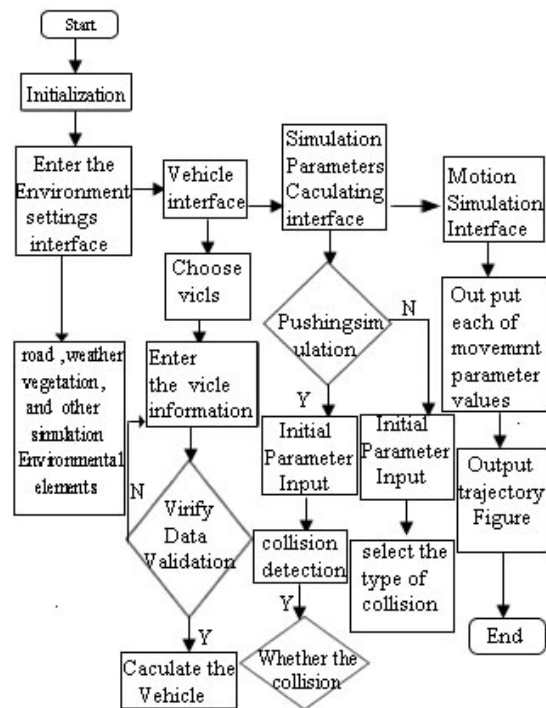 Start
Initialization
Enter the
Environment
settings
interface
road ,weather
vegetation,
and other
simulation
Environmental
elements
Vehicle
interface
Choose
vicls
Enter
the vicle
information
N
Virify
Data
Validation
Y
Caculate the
Vehicle
Simulation
Parameters
Caculating
interface
Pushingsim
ulation
N
Y
Initial
Parameter
Input
collision
detection
Y
Whether the
collision
Initial
Parameter
Input
select the
type of
collision
Motion
Simulation
Interface
Out put
each of
movemrnt
parameter
values
Output
trajectory
Figure
End